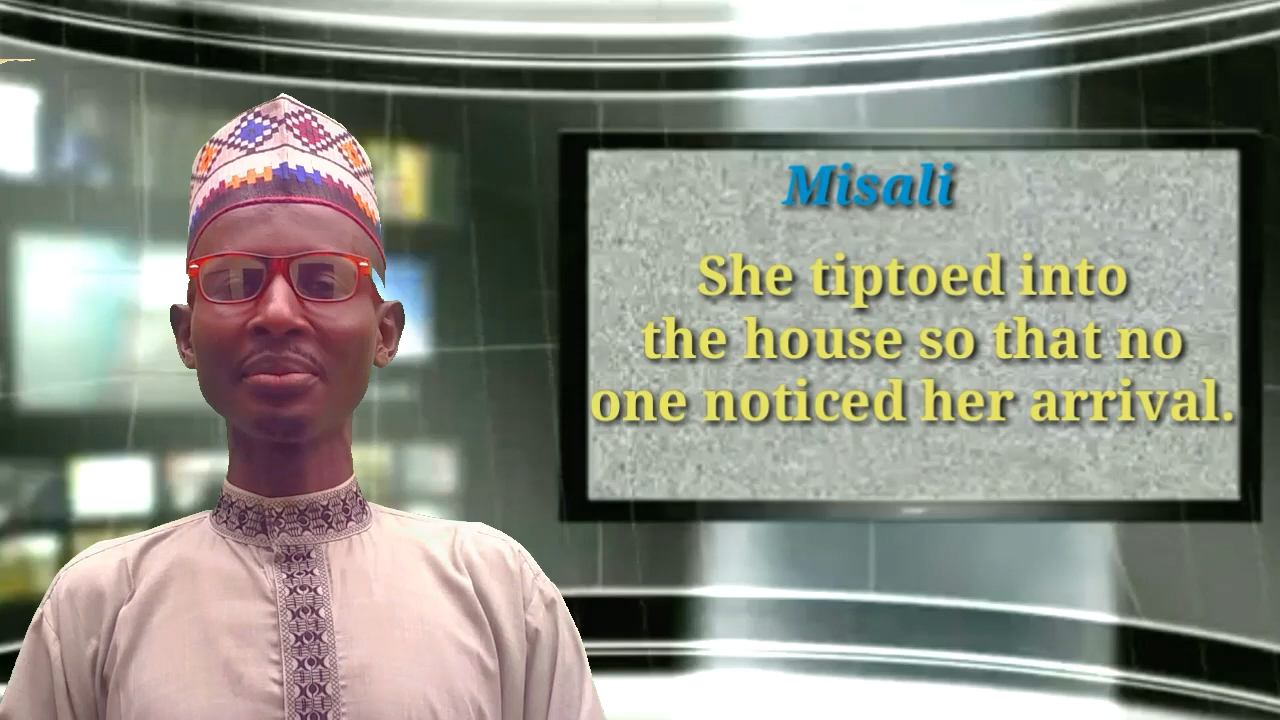 Misali
She tiptoed into
the house so that no
one noticed her arrival.